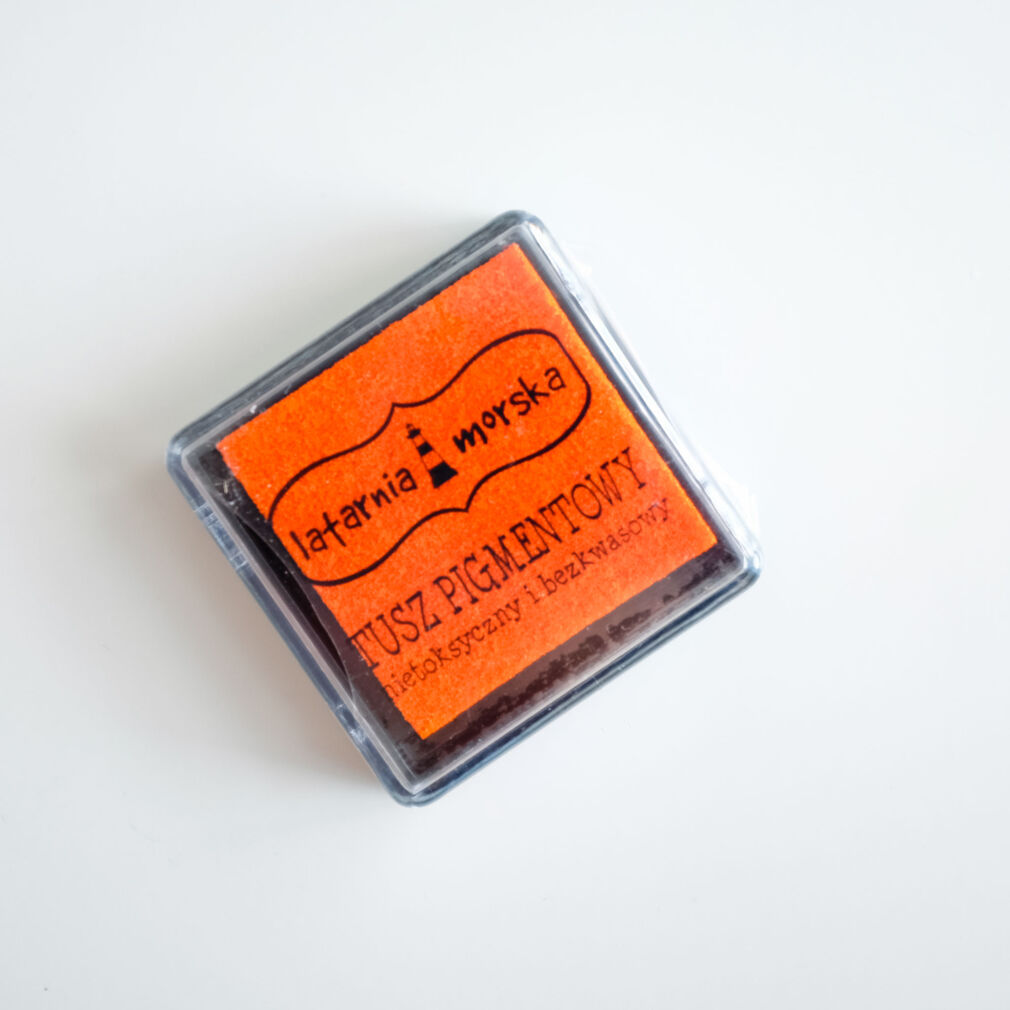 latarnia morska
TUSZ PIGMENTOWY
nietoksyczny i bezkwasowy